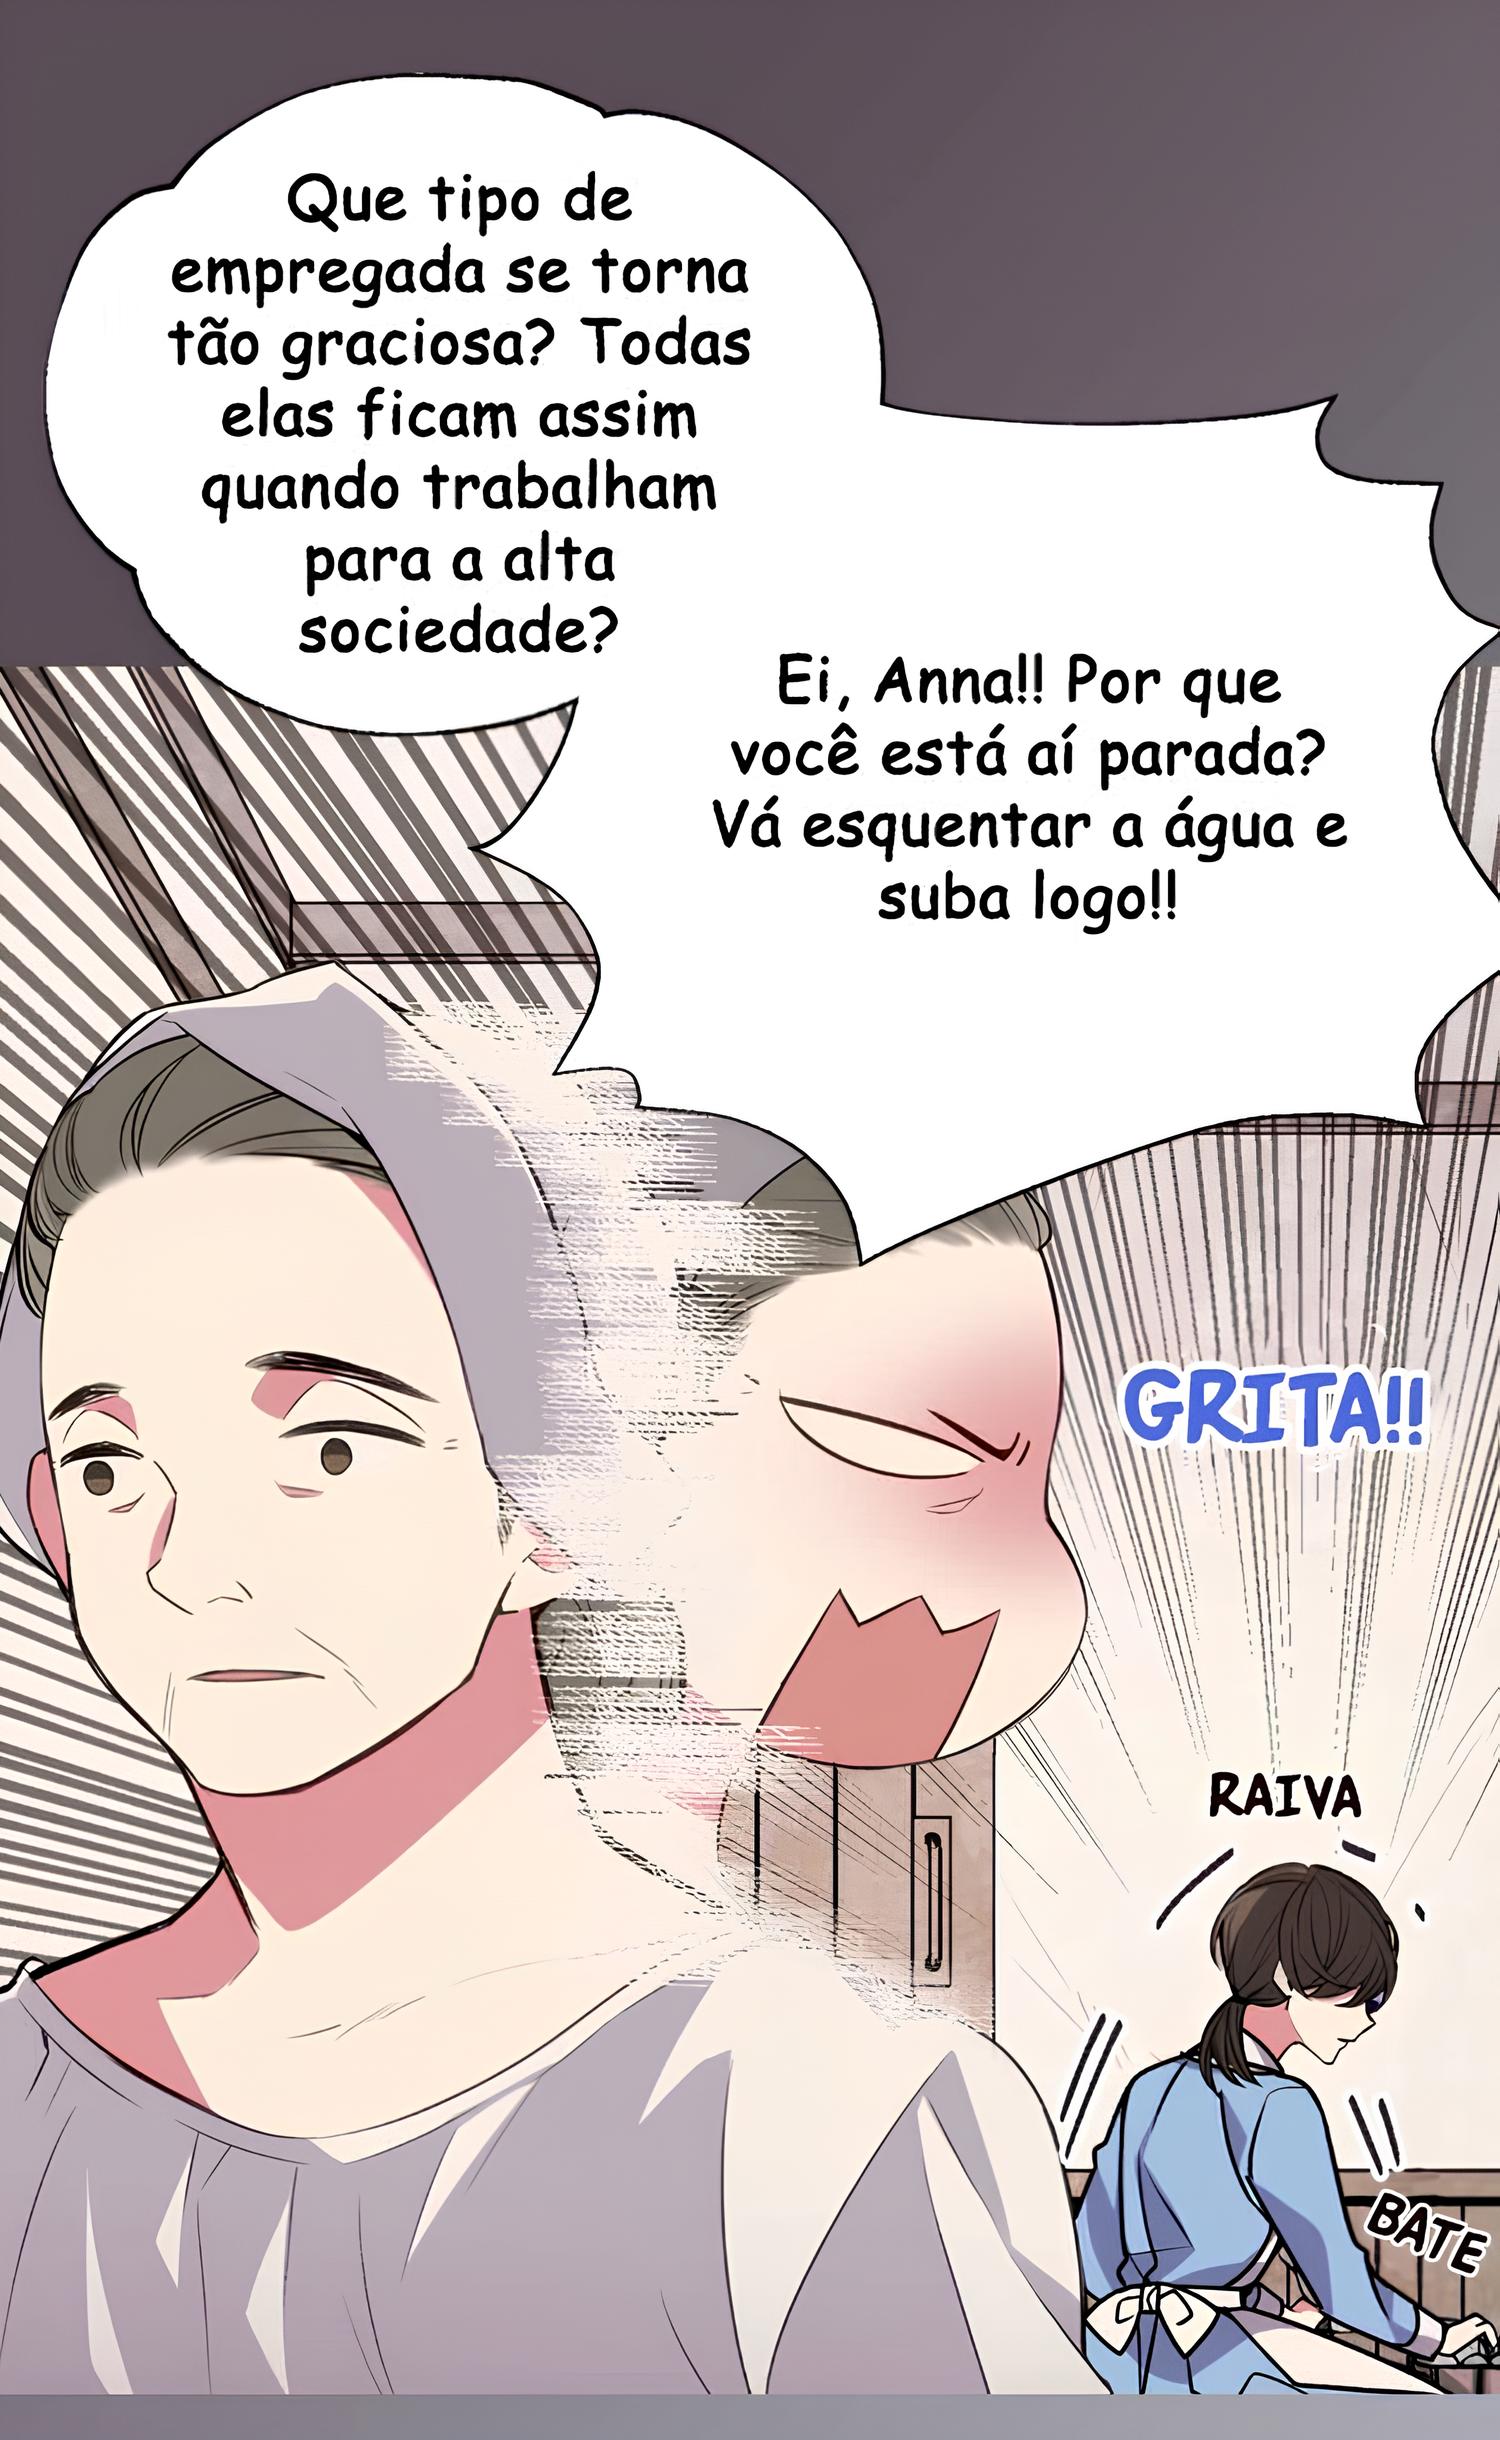 Que tipo de
empregada se torna
tão graciosa? Todas
elas ficam assim
quando trabalham
para a alta
sociedade?
Ei, Anna!! Por que
você está aí parada?
Vá esquentar a água e
suba logo!!
GRITA!!
RAIVA
BATE